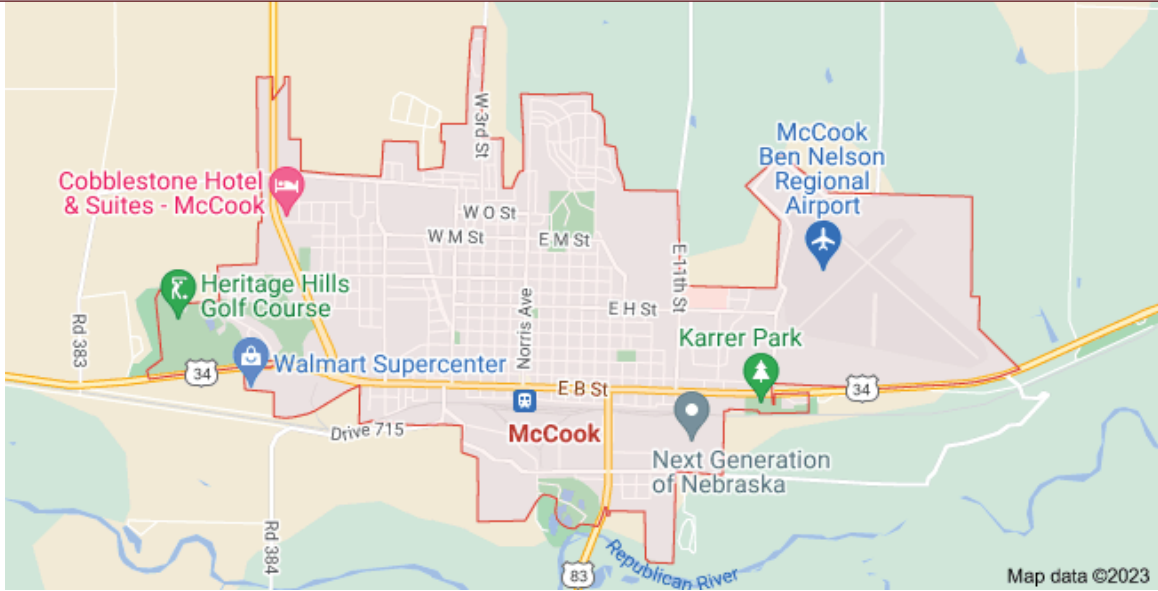 W 3rd St
McCook
Ben Nelson
Regional
Airport
Cobblestone Hotel
& Suites - McCook
W O St
W M St
E M St
E 11th St
Heritage Hills
Golf Course
Norris Ave
E H St
Rd 383
Karrer Park
34
Walmart Supercenter
E B St
34
Drive 715
McCook
Next Generation
of Nebraska
Rd 384
Republican River
83
Map data ©2023